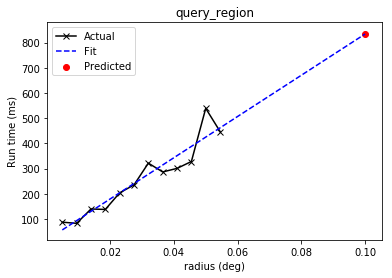 query_region
Actual
Fit
Predicted
800
700
600
500
400
300
200
100
Run time (ms)
0.02
0.04
0.06
0.08
0.10
radius (deg)